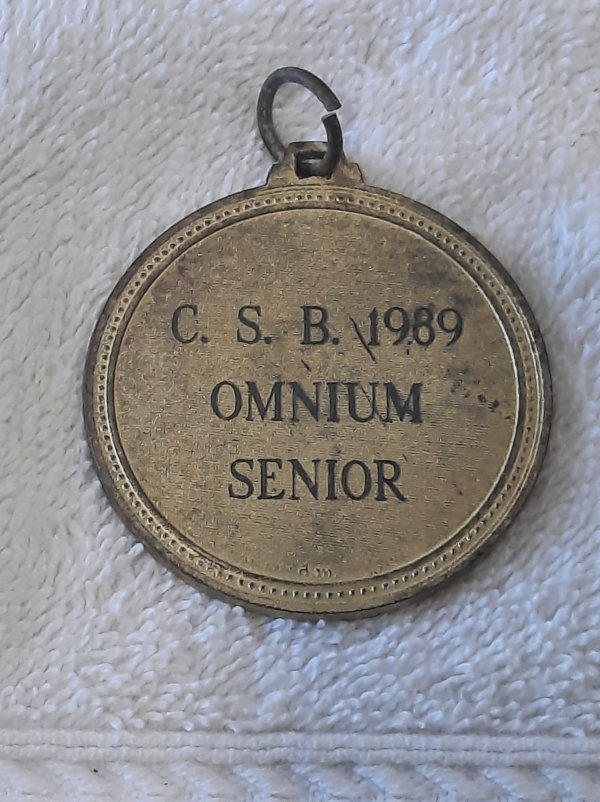 C. S. B. 1989
OMNIUM
SENIOR
d m